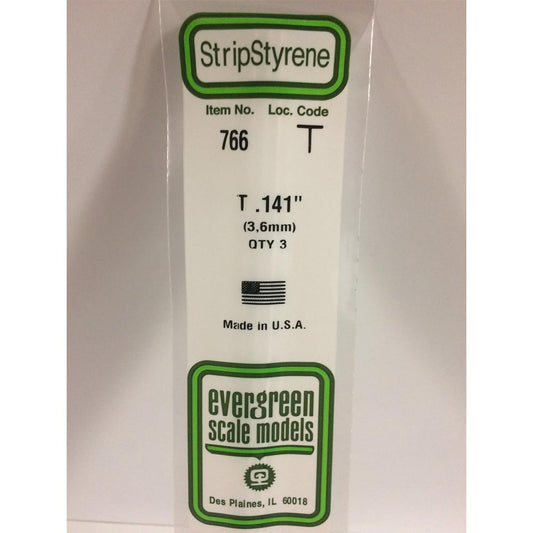 StripStyrene
Item No. Loc. Code
766 T
T .141"
(3,6mm)
QTY 3
Made in U.S.A.
evergreen
scale models
Des Plaines, IL 60018